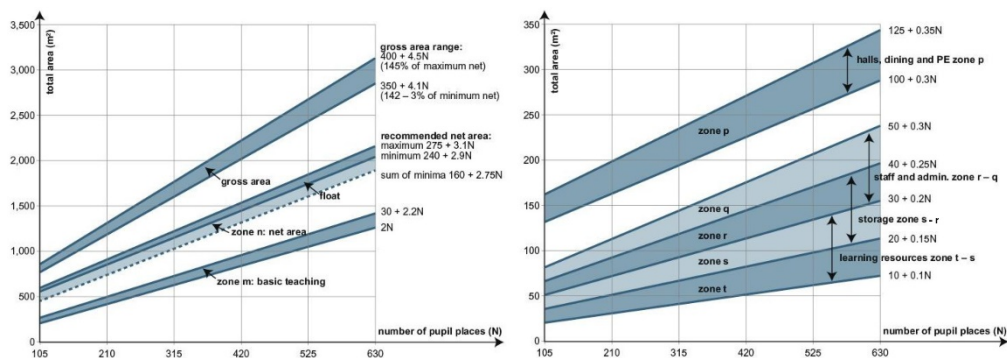 total area (m²)
3,500
3,000
2,500
2,000
1,500
1,000
500
0
105
210
315
420
525
630
number of pupil places (N)
gross area range:
400 + 4.5N
(145% of maximum net)
350 + 4.1N
(142 – 3% of minimum net)
recommended net area:
maximum 275 + 3.1N
minimum 240 + 2.9N
sum of minima 160 + 2.75N
30 + 2.2N
2N
gross area
float
zone n: net area
zone m: basic teaching
total area (m²)
350
300
250
200
150
100
50
0
105
210
315
420
525
630
number of pupil places (N)
125 + 0.35N
halls, dining and PE zone p
100 + 0.3N
50 + 0.3N
40 + 0.25N
staff and admin. zone r – q
30 + 0.2N
storage zone s - r
20 + 0.15N
learning resources zone t – s
10 + 0.1N
zone p
zone q
zone r
zone s
zone t